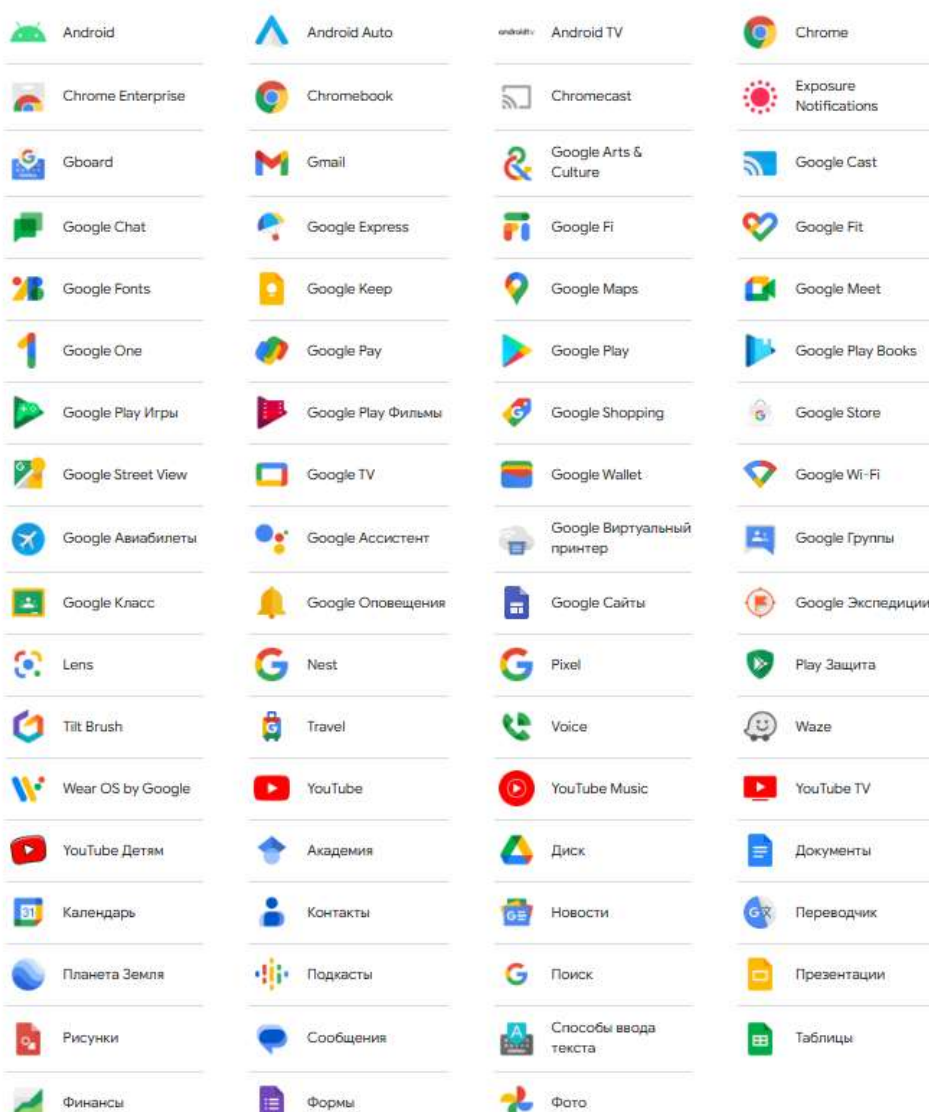 Android
Android Auto
androidtv
Android TV
Chrome
Chrome Enterprise
Chromebook
Chromecast
Exposure
Notifications
Gboard
Gmail
Google Arts &
Culture
Google Cast
Google Chat
Google Express
Google Fi
Google Fit
Google Fonts
Google Keep
Google Maps
Google Meet
Google One
Google Pay
Google Play
Google Play Books
Google Play Игры
Google Play Фильмы
Google Shopping
Google Store
Google Street View
Google TV
Google Wallet
Google Wi-Fi
Google Авиабилеты
Google Ассистент
Google Виртуальный
принтер
Google Группы
Google Класс
Google Оповещения
Google Сайты
Google Экспедиции
Lens
Nest
Pixel
Play Защита
Tilt Brush
Travel
Voice
Waze
Wear OS by Google
YouTube
YouTube Music
YouTube TV
YouTube Детям
Академия
Диск
Документы
31
Календарь
Контакты
Новости
Переводчик
Планета Земля
Подкасты
Поиск
Презентации
Рисунки
Сообщения
Способы ввода
текста
Таблицы
Финансы
Формы
Фото